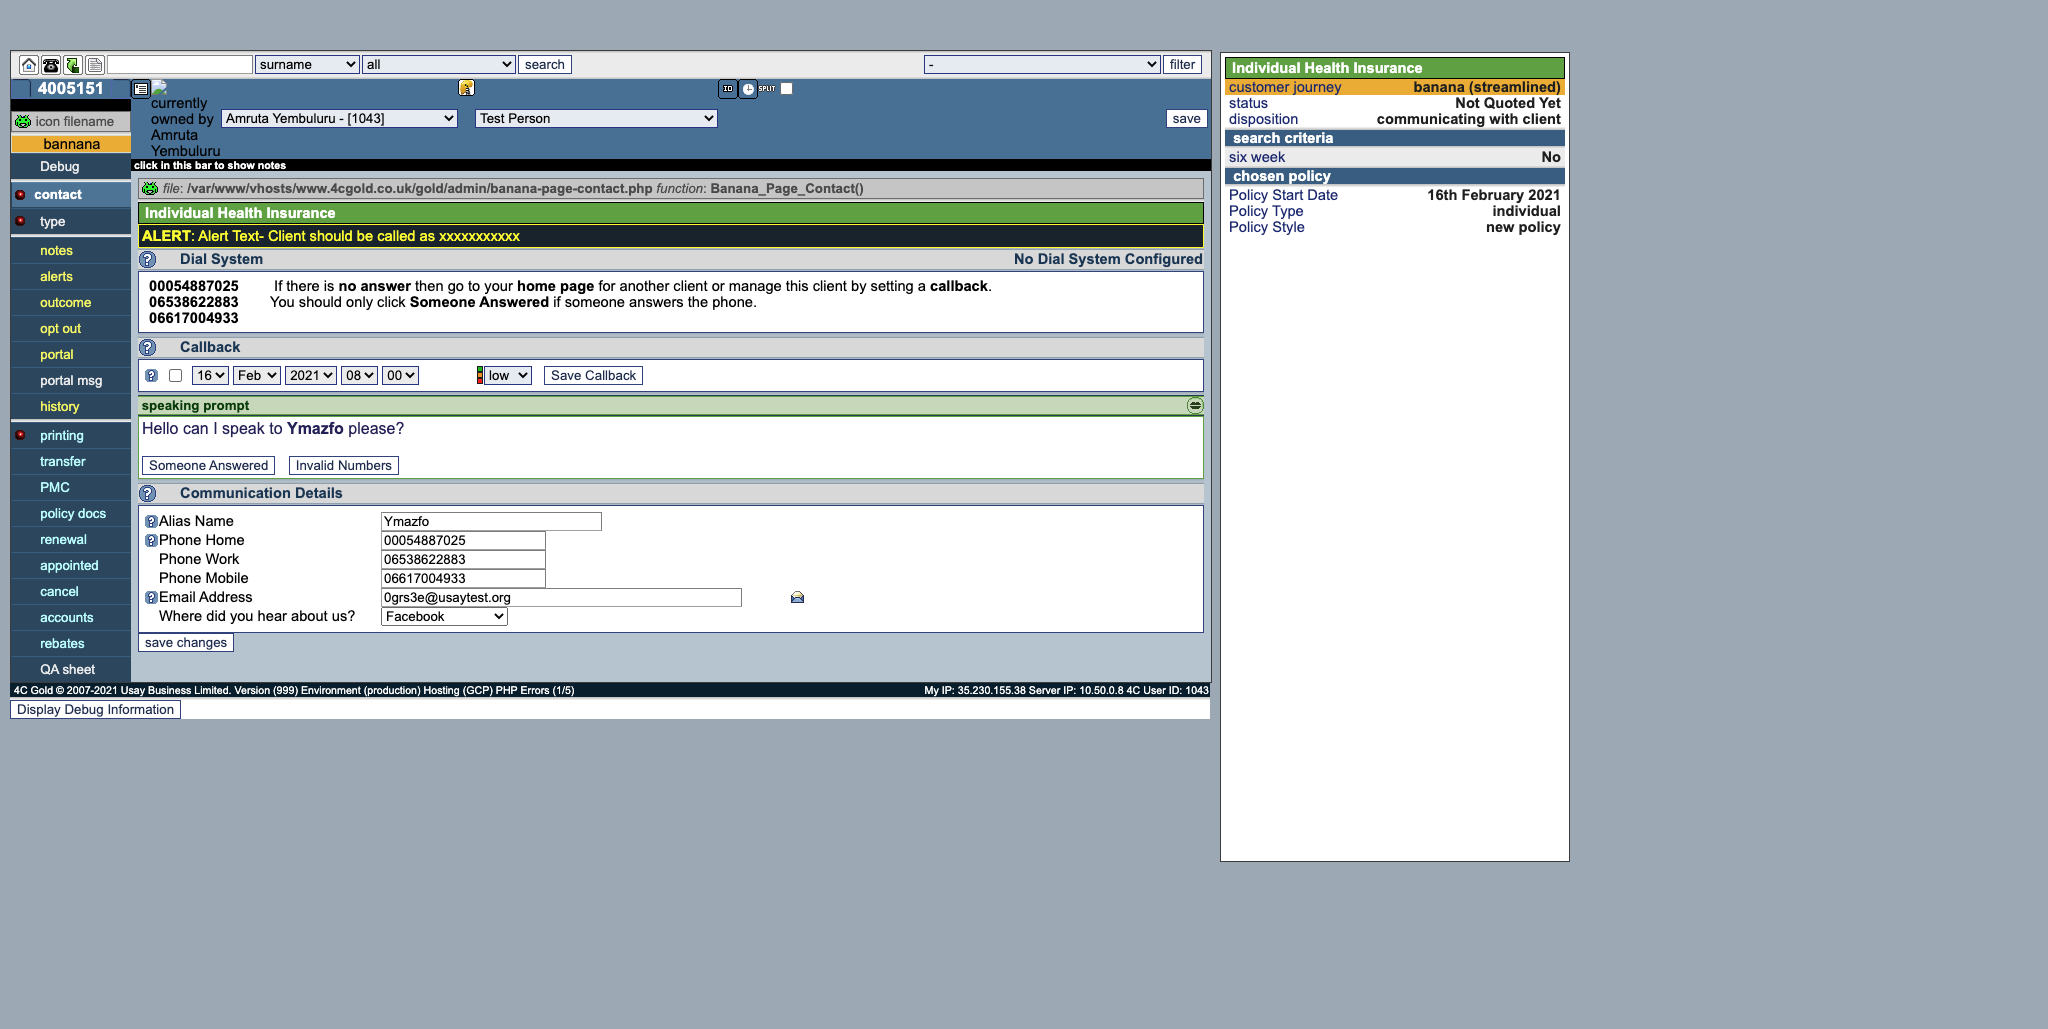 surname all search - filter
4005151
currently owned by Amruta Yembuluru
Amruta Yembuluru - [1043] Test Person ID SPLIT save
icon filename
bannana
Debug
click in this bar to show notes
contact
type
notes
alerts
outcome
opt out
portal
portal msg
history
printing
transfer
PMC
policy docs
renewal
appointed
cancel
accounts
rebates
QA sheet
file: /var/www/vhosts/www.4cgold.co.uk/gold/admin/banana-page-contact.php function: Banana_Page_Contact()
Individual Health Insurance
ALERT: Alert Text- Client should be called as xxxxxxxxxxx
Dial System No Dial System Configured
00054887025 If there is no answer then go to your home page for another client or manage this client by setting a callback.
06538622883 You should only click Someone Answered if someone answers the phone.
06617004933
Callback
16 Feb 2021 08 00 low Save Callback
speaking prompt
Hello can I speak to Ymazfo please?
Someone Answered Invalid Numbers
Communication Details
Alias Name Ymazfo
Phone Home 00054887025
Phone Work 06538622883
Phone Mobile 06617004933
Email Address 0grs3e@usaytest.org
Where did you hear about us? Facebook
save changes
4C Gold © 2007-2021 Usay Business Limited. Version (999) Environment (production) Hosting (GCP) PHP Errors (1/5) My IP: 35.230.155.38 Server IP: 10.50.0.8 4C User ID: 1043
Display Debug Information
Individual Health Insurance
customer journey banana (streamlined)
status Not Quoted Yet
disposition communicating with client
search criteria
six week No
chosen policy
Policy Start Date 16th February 2021
Policy Type individual
Policy Style new policy